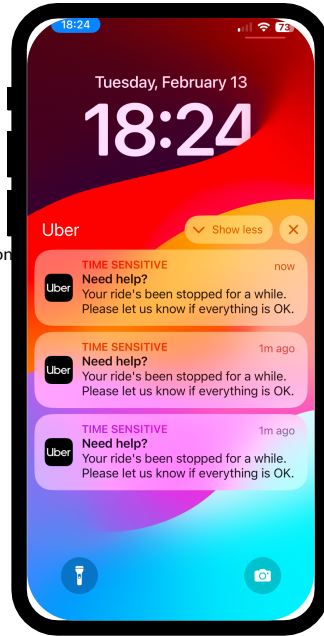 18:24
73
Tuesday, February 13
18:24
Uber
Show less
TIME SENSITIVE
now
Need help?
Uber
Your ride's been stopped for a while.
Please let us know if everything is OK.
TIME SENSITIVE
1m ago
Need help?
Uber
Your ride's been stopped for a while.
Please let us know if everything is OK.
TIME SENSITIVE
1m ago
Need help?
Uber
Your ride's been stopped for a while.
Please let us know if everything is OK.